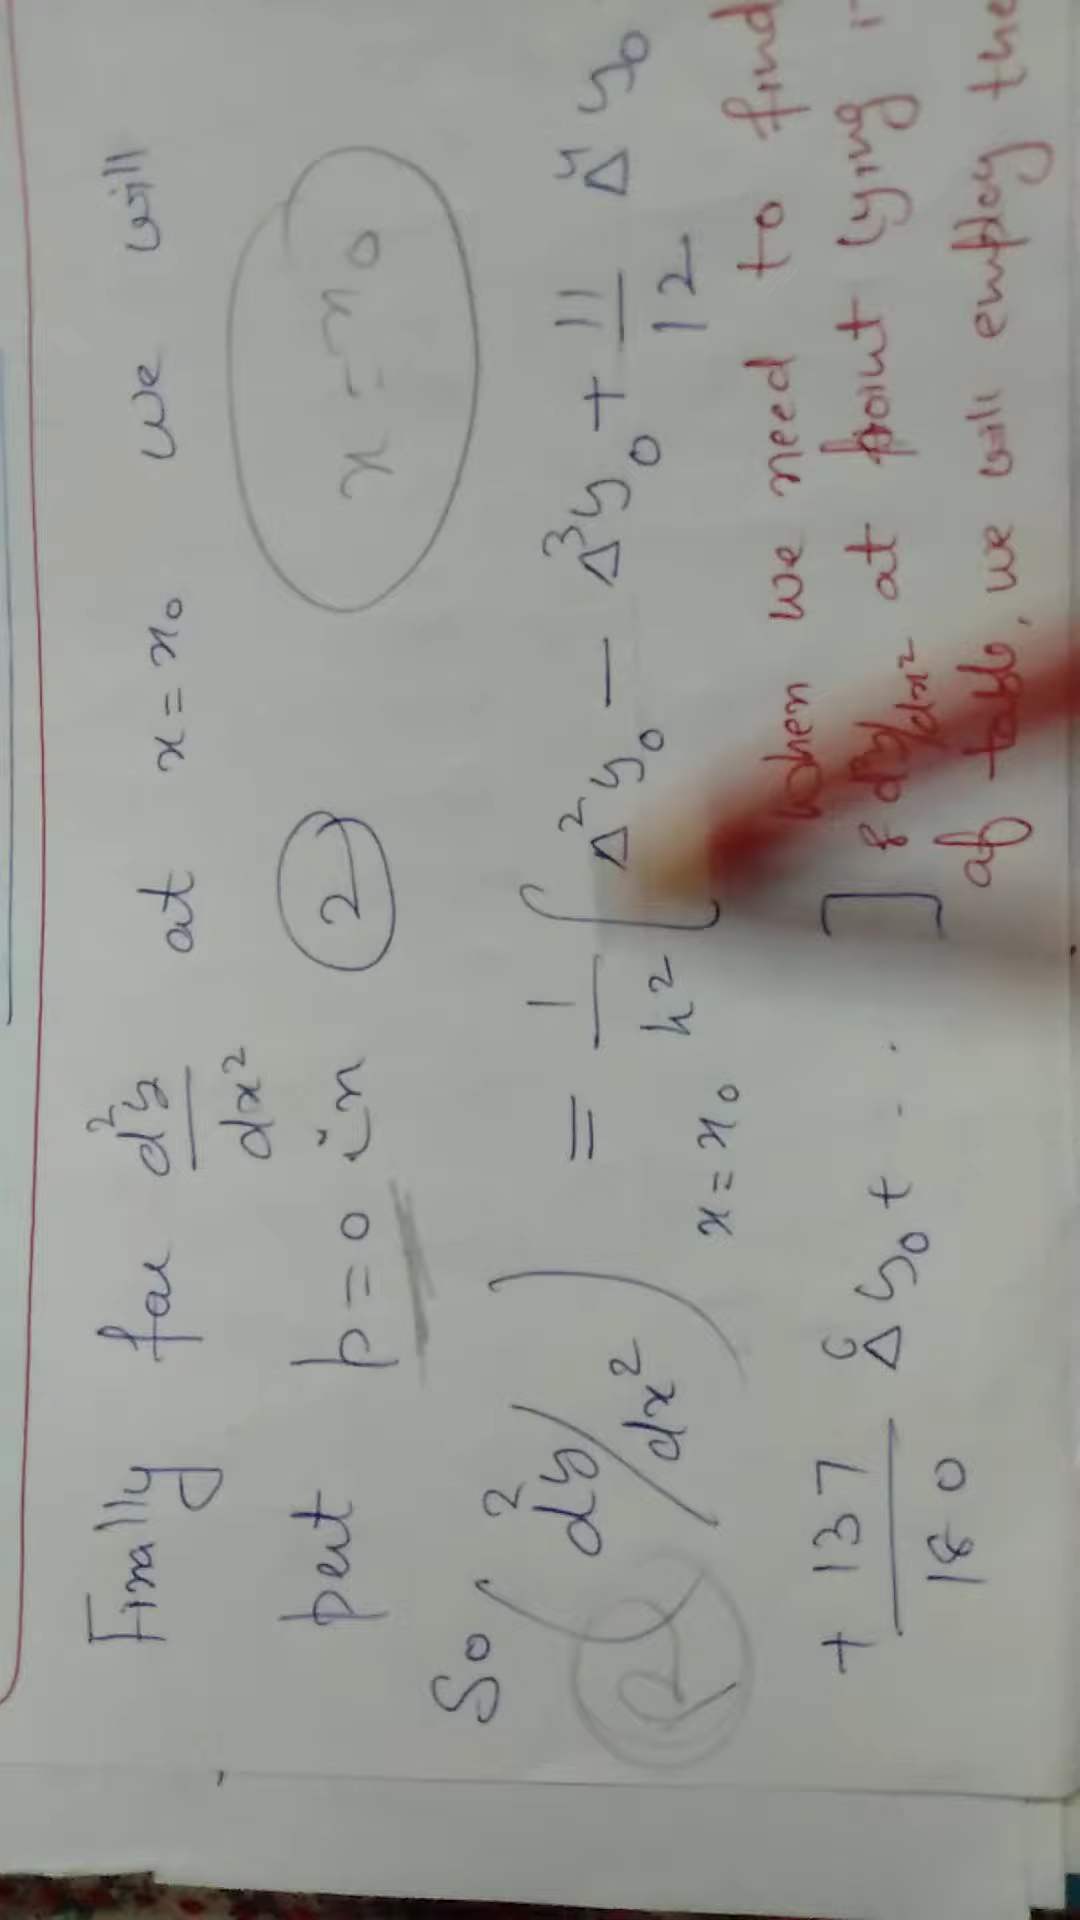 Finally for d²y/dx² at x = x₀ we will
put p = 0 in ②
x = x₀
So (d²y/dx²) x = x₀ = 1/h² [Δ²y₀ − Δ³y₀ + 11/12 Δ⁴y₀
+ 137/180 Δ⁶y₀ + . . . ]
②
When we need to find
& d²y/dx² at point lying i
of table, we will employ the